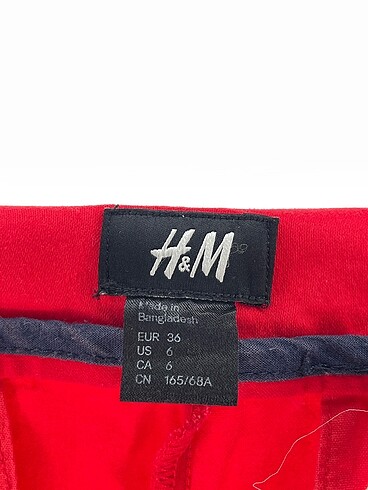 H&M
Made in
Bangladesh
EUR 36
US 6
CA 6
CN 165/68A